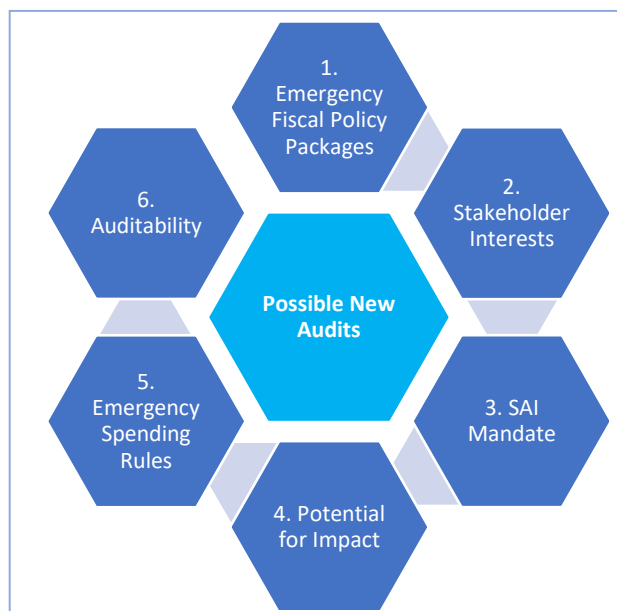 1.
Emergency
Fiscal Policy
Packages
2.
Stakeholder
Interests
3. SAI
Mandate
4. Potential
for Impact
5.
Emergency
Spending
Rules
6.
Auditability
Possible New
Audits